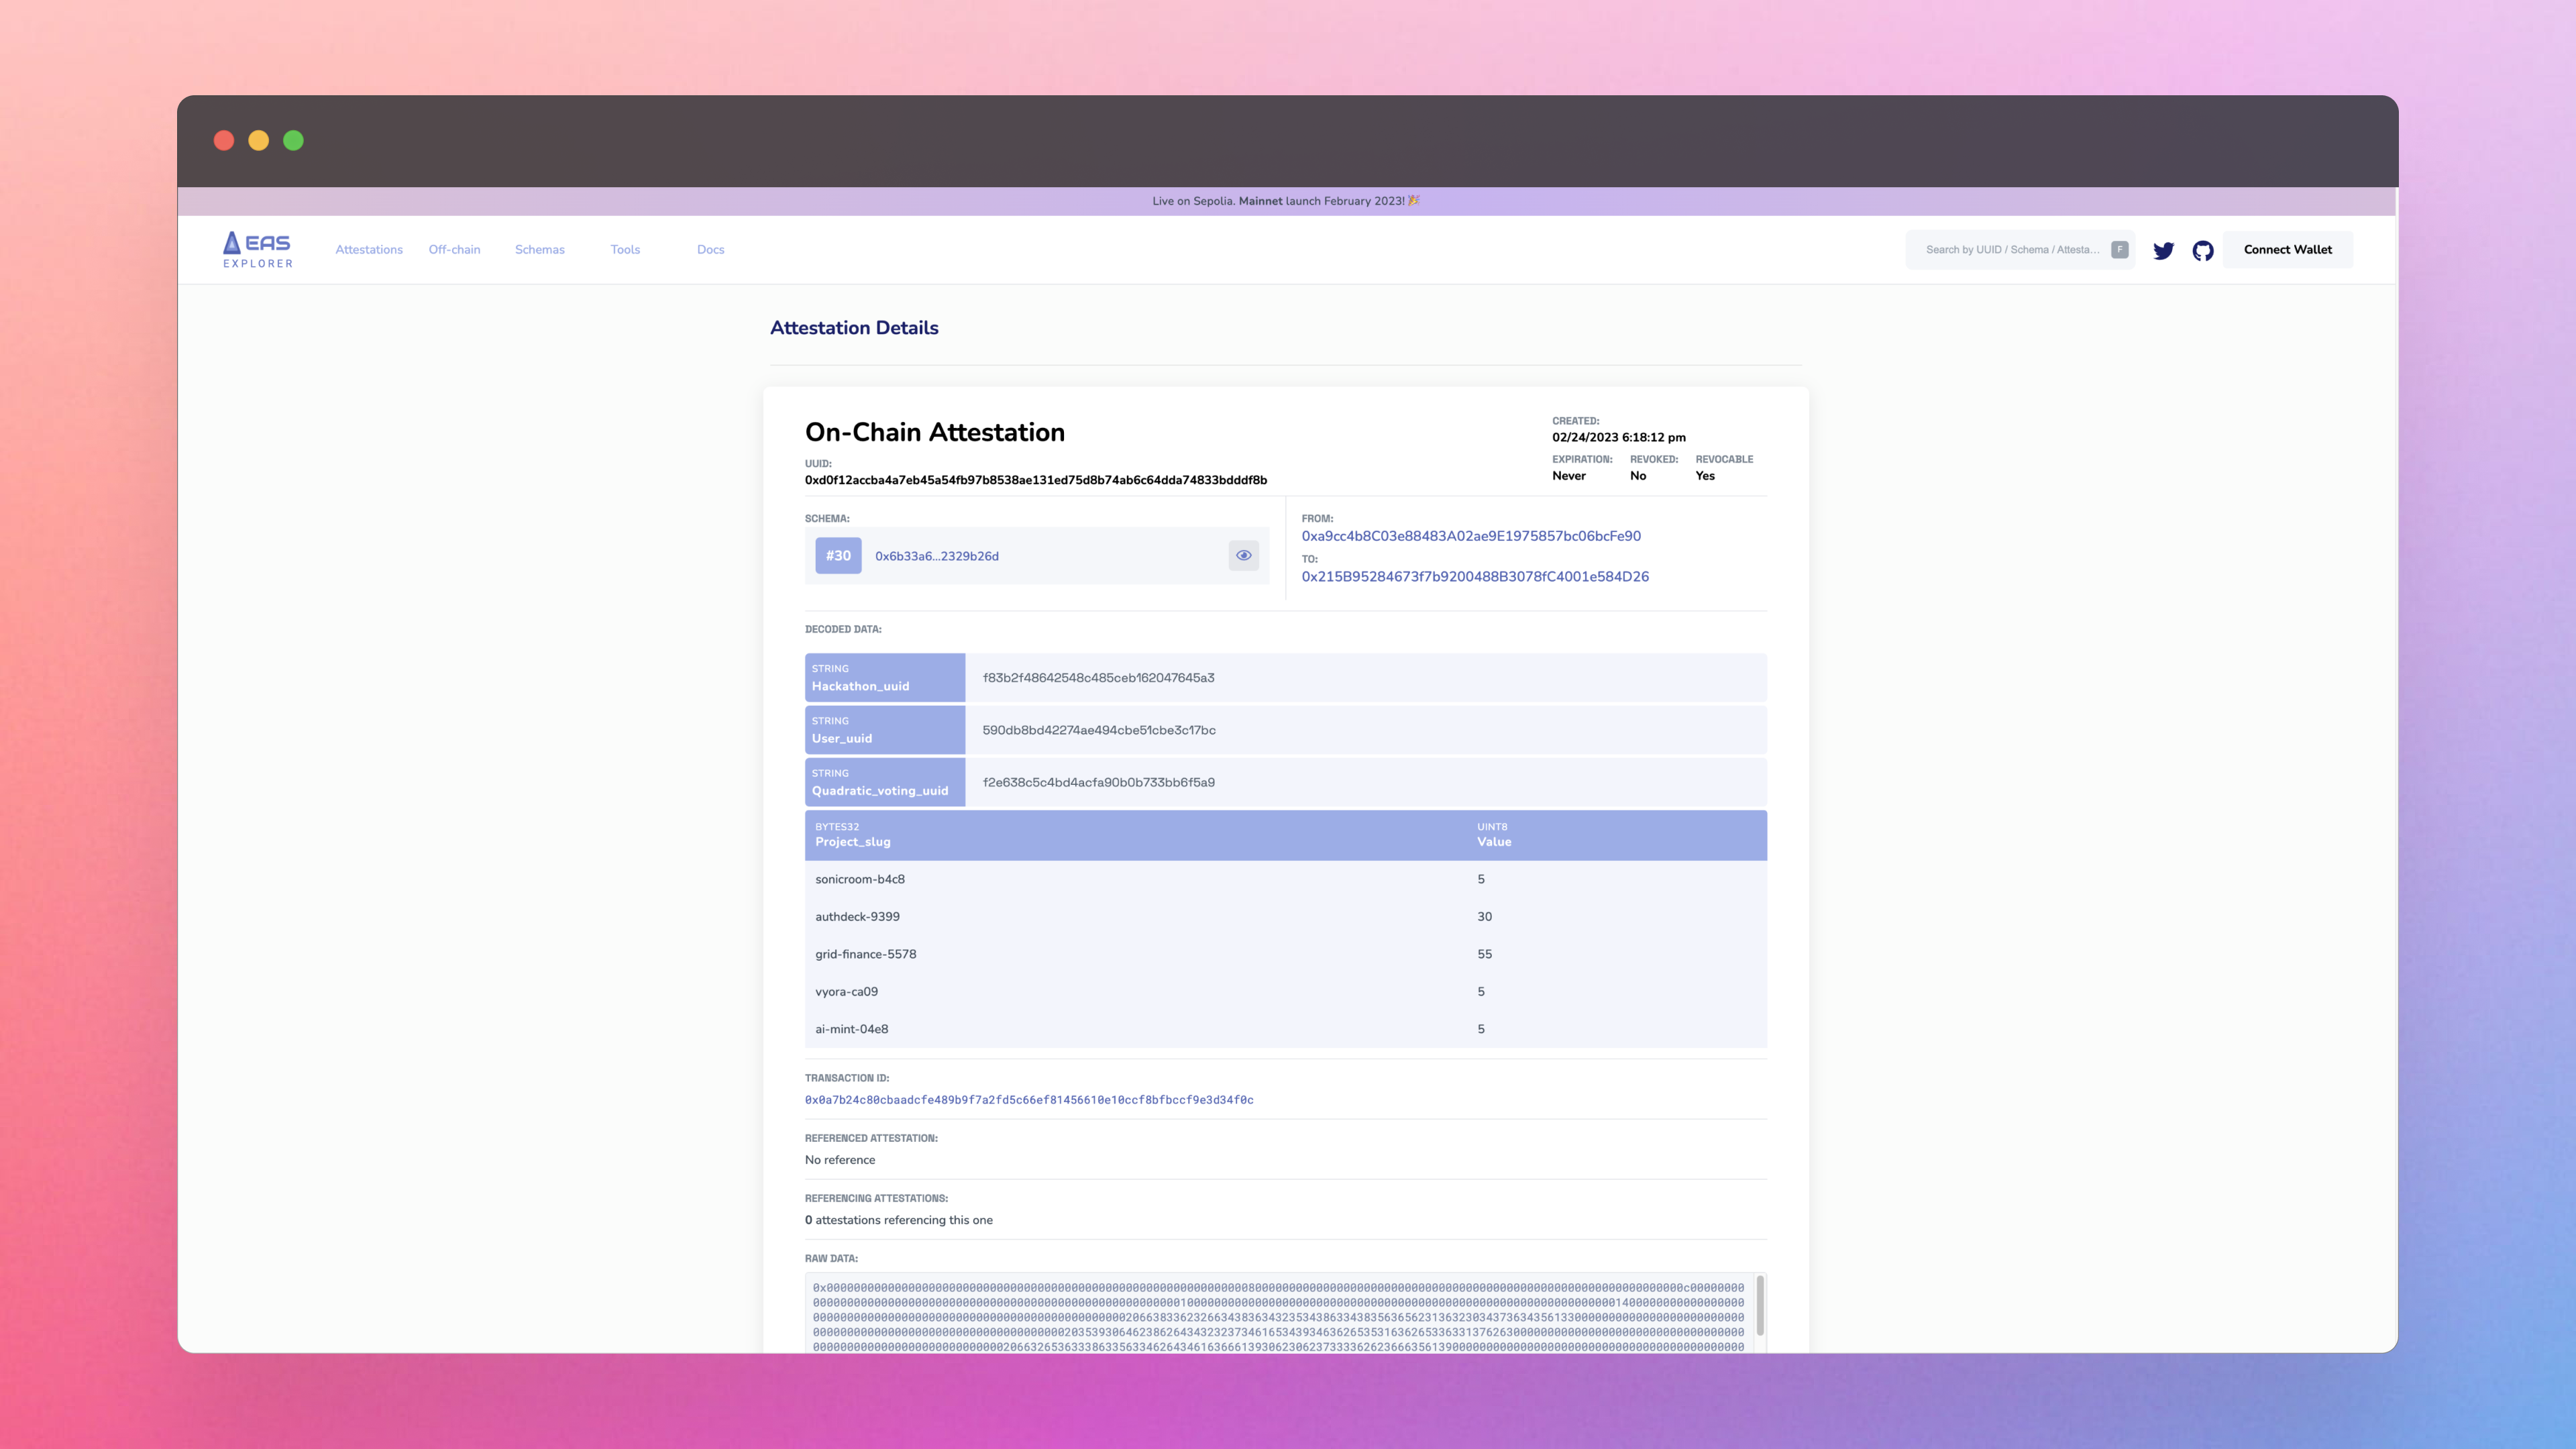 Live on Sepolia. Mainnet launch February 2023! 🎉
EAS
EXPLORER
Attestations
Off-chain
Schemas
Tools
Docs
Search by UUID / Schema / Attesta...
F
Connect Wallet
Attestation Details
On-Chain Attestation
CREATED:
02/24/2023 6:18:12 pm
UUID:
0xd0f12accba4a7eb45a54fb97b8538ae131ed75d8b74ab6c64dda74833bdddf8b
EXPIRATION: REVOKED: REVOCABLE
Never No Yes
SCHEMA:
#30 0x6b33a6...2329b26d
FROM:
0xa9cc4b8C03e88483A02ae9E1975857bc06bcFe90
TO:
0x215B95284673f7b9200488B3078fC4001e584D26
DECODED DATA:
STRING
Hackathon_uuid
f83b2f48642548c485ceb162047645a3
STRING
User_uuid
590db8bd42274ae494cbe51cbe3c17bc
STRING
Quadratic_voting_uuid
f2e638c5c4bd4acfa90b0b733bb6f5a9
BYTES32 UINT8
Project_slug Value
sonicroom-b4c8 5
authdeck-9399 30
grid-finance-5578 55
vyora-ca09 5
ai-mint-04e8 5
TRANSACTION ID:
0x0a7b24c80cbaadcfe489b9f7a2fd5c66ef81456610e10ccf8bfbccf9e3d34f0c
REFERENCED ATTESTATION:
No reference
REFERENCING ATTESTATIONS:
0 attestations referencing this one
RAW DATA: